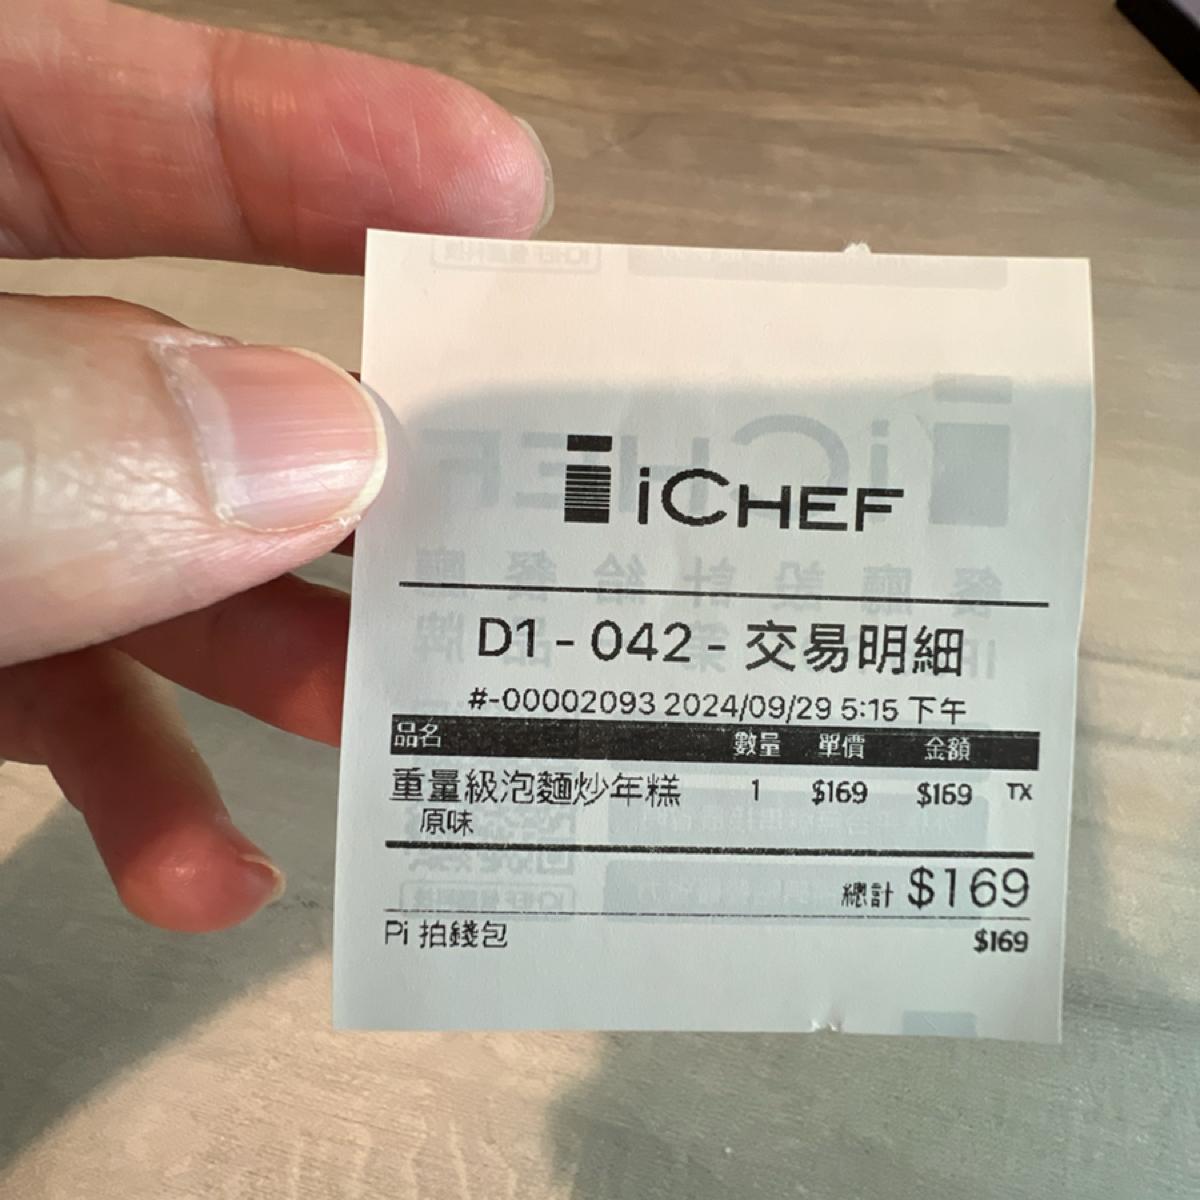 iCHEF
D1 - 042 - 交易明細
#-00002093 2024/09/29 5:15 下午
品名 數量 單價 金額
重量級泡麵炒年糕 1 $169 $169 TX
原味
總計 $169
Pi 拍錢包 $169